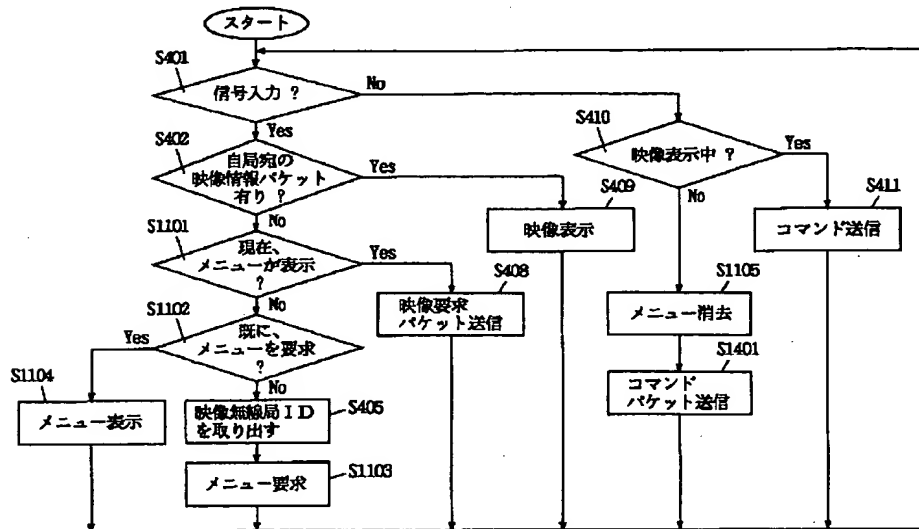 スタート
S401
信号入力 ?
No
Yes
S402
自局宛の
映像情報パケット
有り ?
Yes
No
S410
映像表示中 ?
Yes
No
S409
映像表示
S411
コマンド送信
S1101
現在、
メニューが表示
?
Yes
No
S408
映像要求
パケット送信
S1105
メニュー消去
S1102
既に、
メニューを要求
?
Yes
No
S1401
コマンド
パケット送信
S1104
メニュー表示
S405
映像無線局ID
を取り出す
S1103
メニュー要求